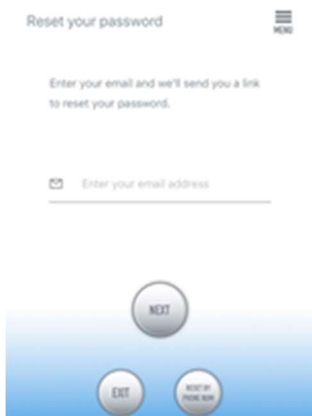 Reset your password
MENU
Enter your email and we'll send you a link
to reset your password.
Enter your email address
NEXT
EXIT
RESET BY
PHONE NUM